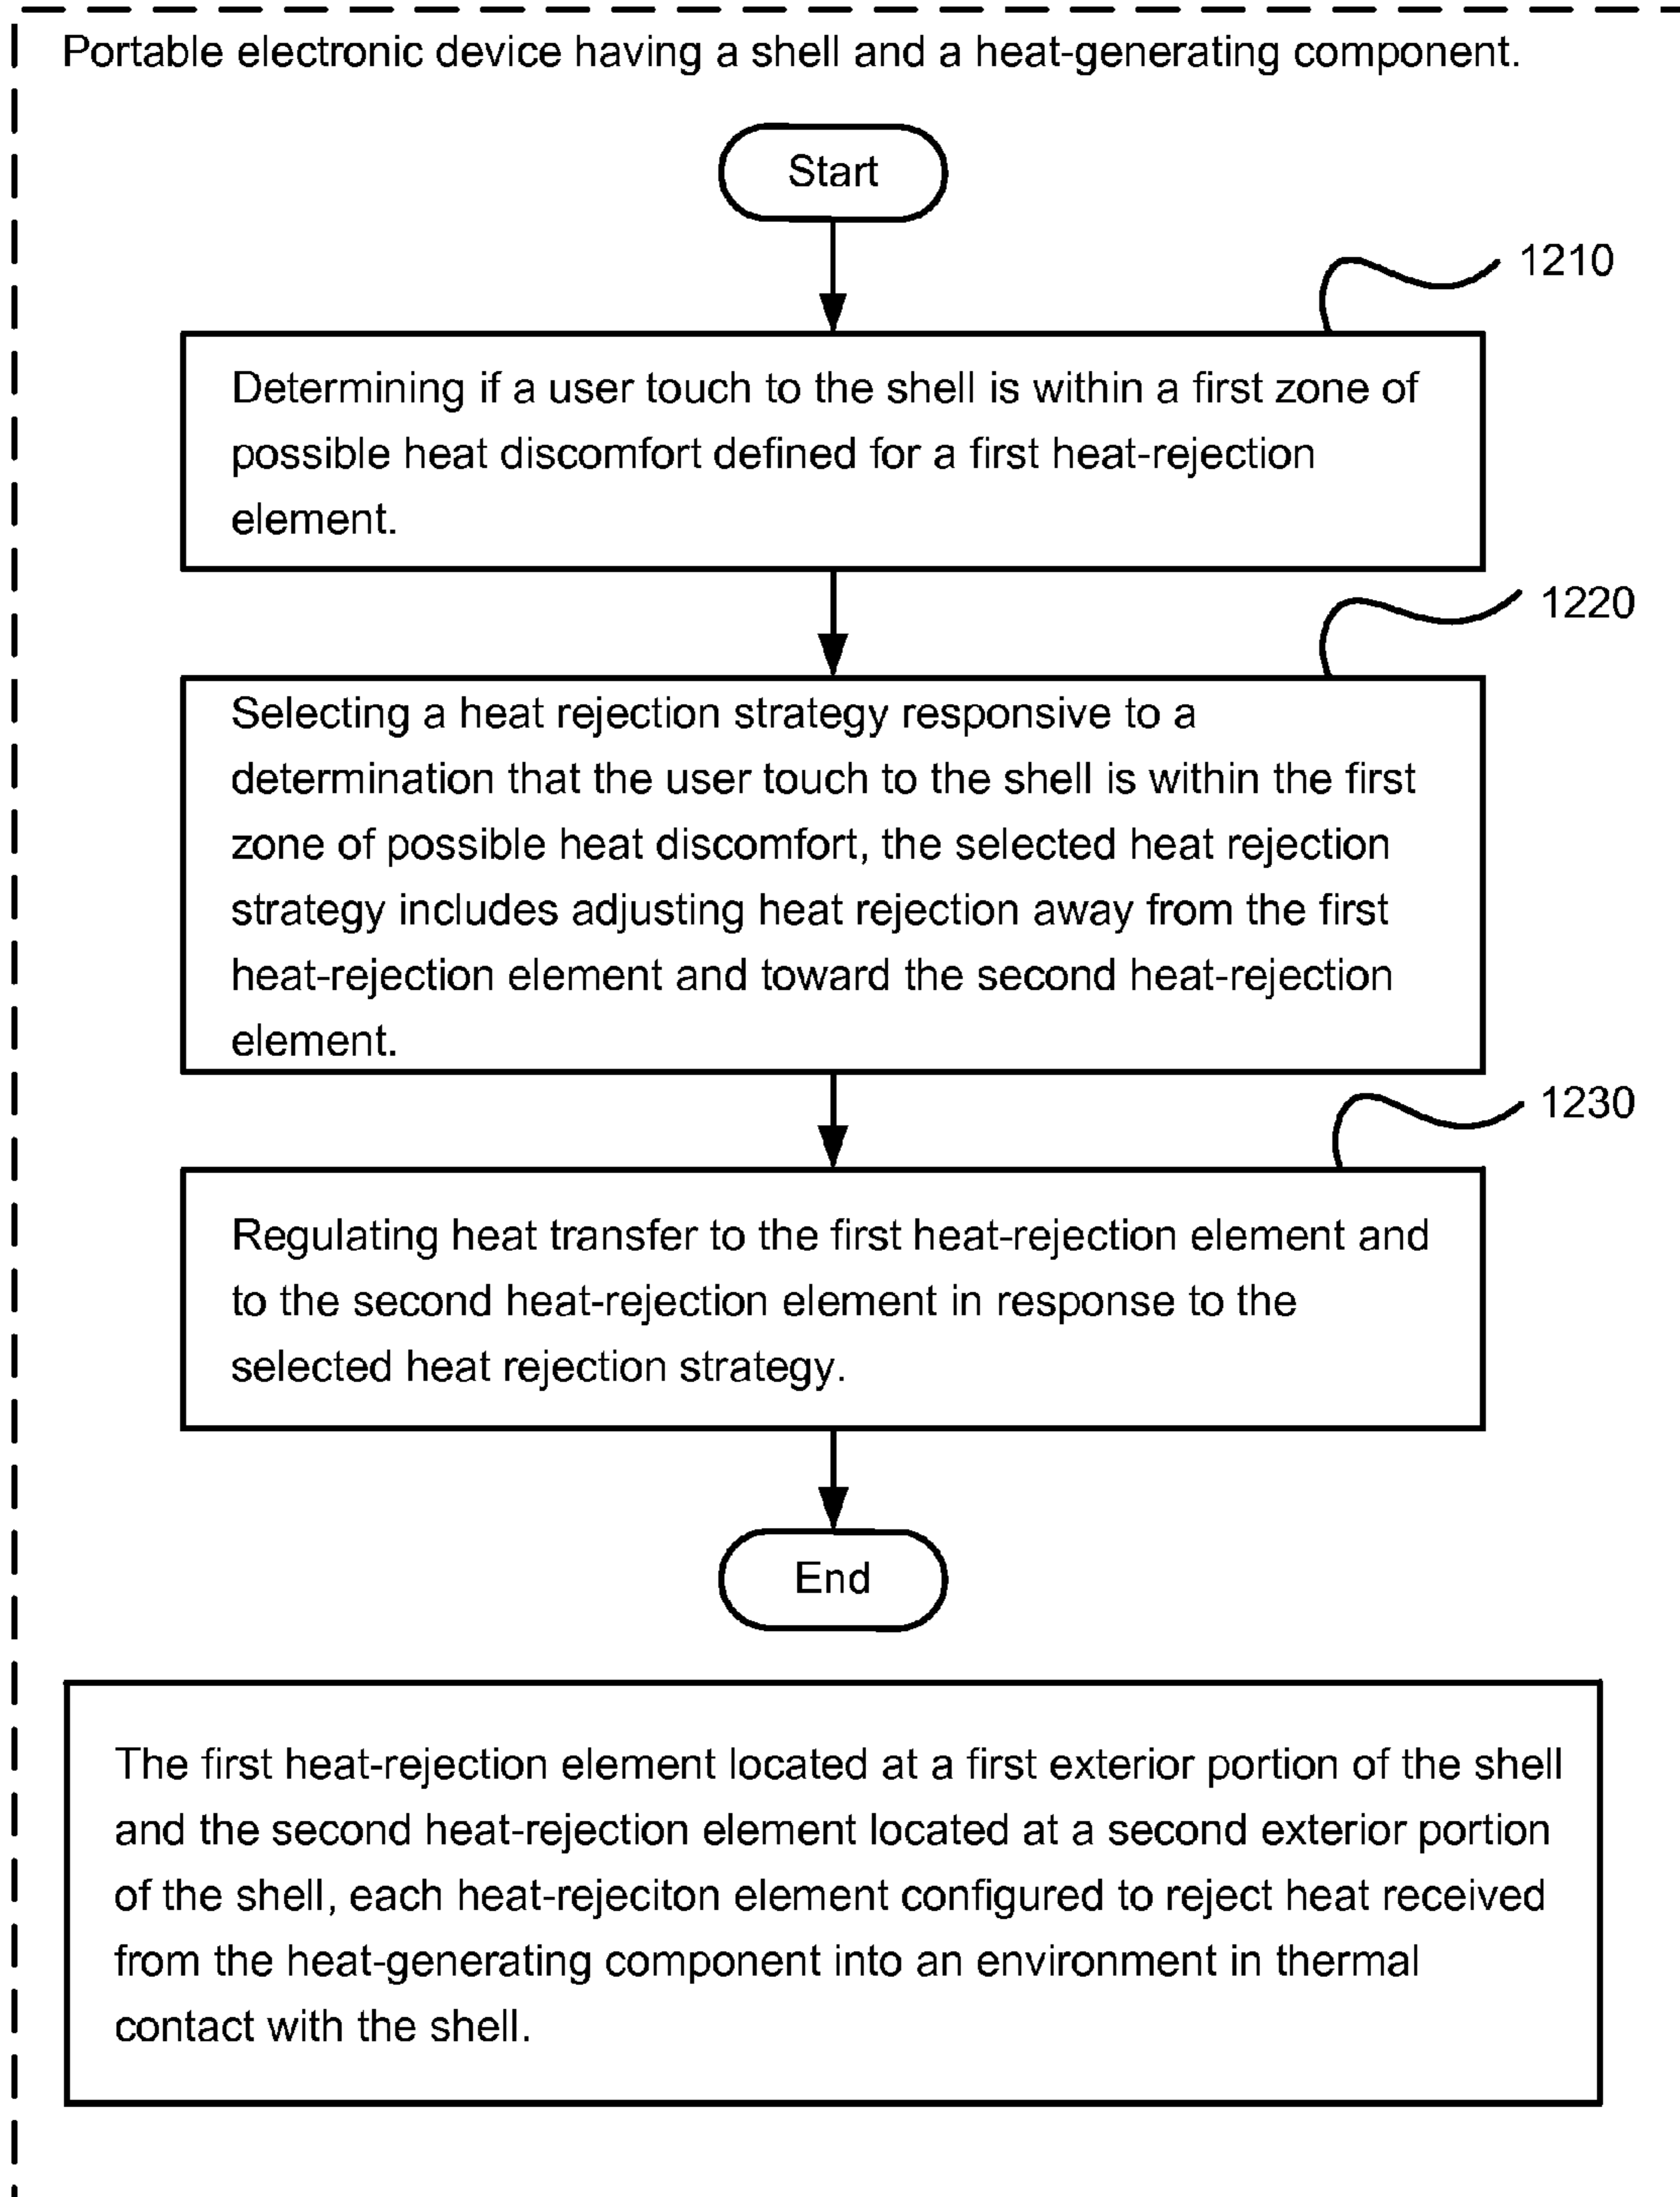 Portable electronic device having a shell and a heat-generating component.
Start
1210
Determining if a user touch to the shell is within a first zone of
possible heat discomfort defined for a first heat-rejection
element.
1220
Selecting a heat rejection strategy responsive to a
determination that the user touch to the shell is within the first
zone of possible heat discomfort, the selected heat rejection
strategy includes adjusting heat rejection away from the first
heat-rejection element and toward the second heat-rejection
element.
1230
Regulating heat transfer to the first heat-rejection element and
to the second heat-rejection element in response to the
selected heat rejection strategy.
End
The first heat-rejection element located at a first exterior portion of the shell
and the second heat-rejection element located at a second exterior portion
of the shell, each heat-rejeciton element configured to reject heat received
from the heat-generating component into an environment in thermal
contact with the shell.